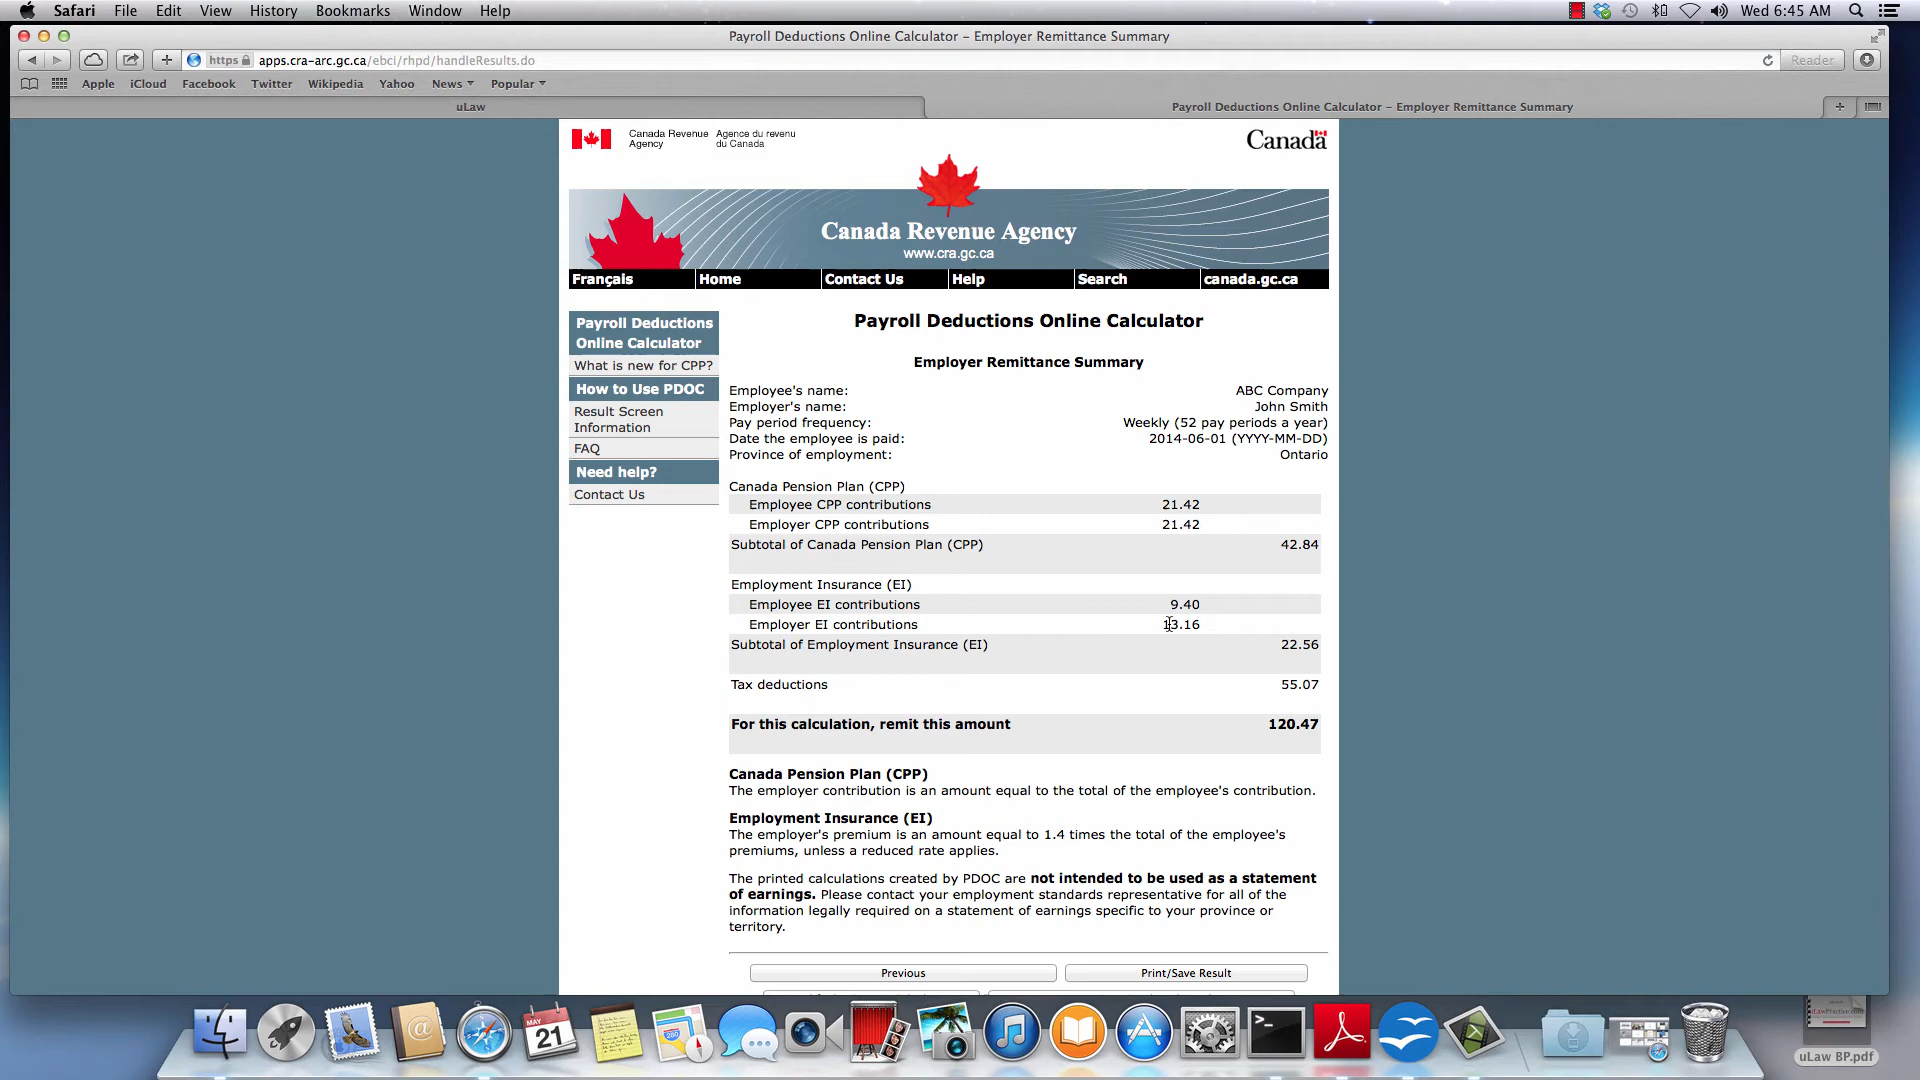 Safari File Edit View History Bookmarks Window Help Wed 6:45 AM
Payroll Deductions Online Calculator – Employer Remittance Summary
https apps.cra-arc.gc.ca/ebci/rhpd/handleResults.do Reader
Apple iCloud Facebook Twitter Wikipedia Yahoo News Popular
uLaw Payroll Deductions Online Calculator – Employer Remittance Summary
Canada Revenue Agence du revenu
Agency du Canada
Canada
Canada Revenue Agency
www.cra.gc.ca
Français Home Contact Us Help Search canada.gc.ca
Payroll Deductions
Online Calculator
What is new for CPP?
How to Use PDOC
Result Screen
Information
FAQ
Need help?
Contact Us
Payroll Deductions Online Calculator
Employer Remittance Summary
Employee's name: ABC Company
Employer's name: John Smith
Pay period frequency: Weekly (52 pay periods a year)
Date the employee is paid: 2014-06-01 (YYYY-MM-DD)
Province of employment: Ontario
Canada Pension Plan (CPP)
Employee CPP contributions 21.42
Employer CPP contributions 21.42
Subtotal of Canada Pension Plan (CPP) 42.84
Employment Insurance (EI)
Employee EI contributions 9.40
Employer EI contributions 13.16
Subtotal of Employment Insurance (EI) 22.56
Tax deductions 55.07
For this calculation, remit this amount 120.47
Canada Pension Plan (CPP)
The employer contribution is an amount equal to the total of the employee's contribution.
Employment Insurance (EI)
The employer's premium is an amount equal to 1.4 times the total of the employee's
premiums, unless a reduced rate applies.
The printed calculations created by PDOC are not intended to be used as a statement
of earnings. Please contact your employment standards representative for all of the
information legally required on a statement of earnings specific to your province or
territory.
Previous Print/Save Result
MAY
21
uLaw BP.pdf